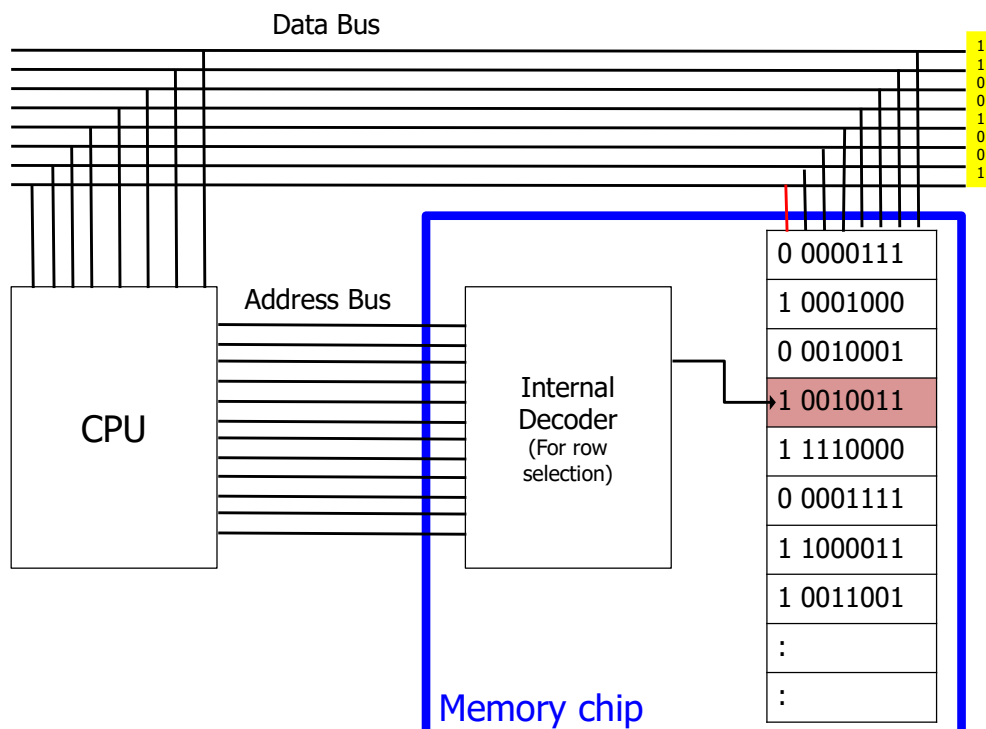 Data Bus
1
1
0
0
1
0
0
1
Address Bus
CPU
Internal
Decoder
(For row
selection)
0 0000111
1 0001000
0 0010001
1 0010011
1 1110000
0 0001111
1 1000011
1 0011001
:
:
Memory chip